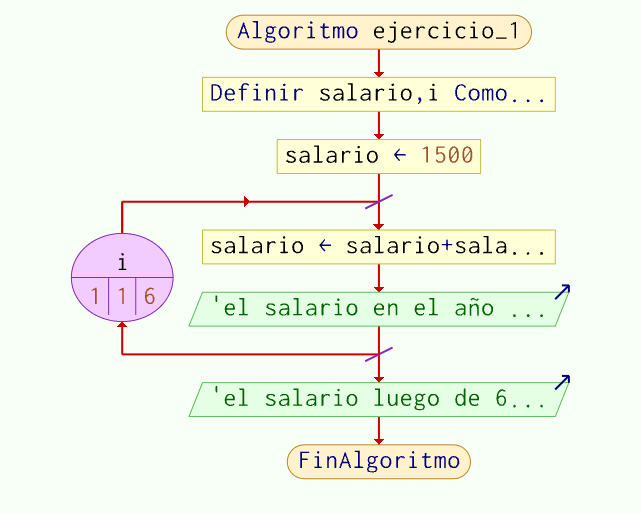 Algoritmo ejercicio_1
Definir salario,i Como...
salario ← 1500
salario ← salario+sala...
i
1 1 6
'el salario en el año ...
'el salario luego de 6...
FinAlgoritmo